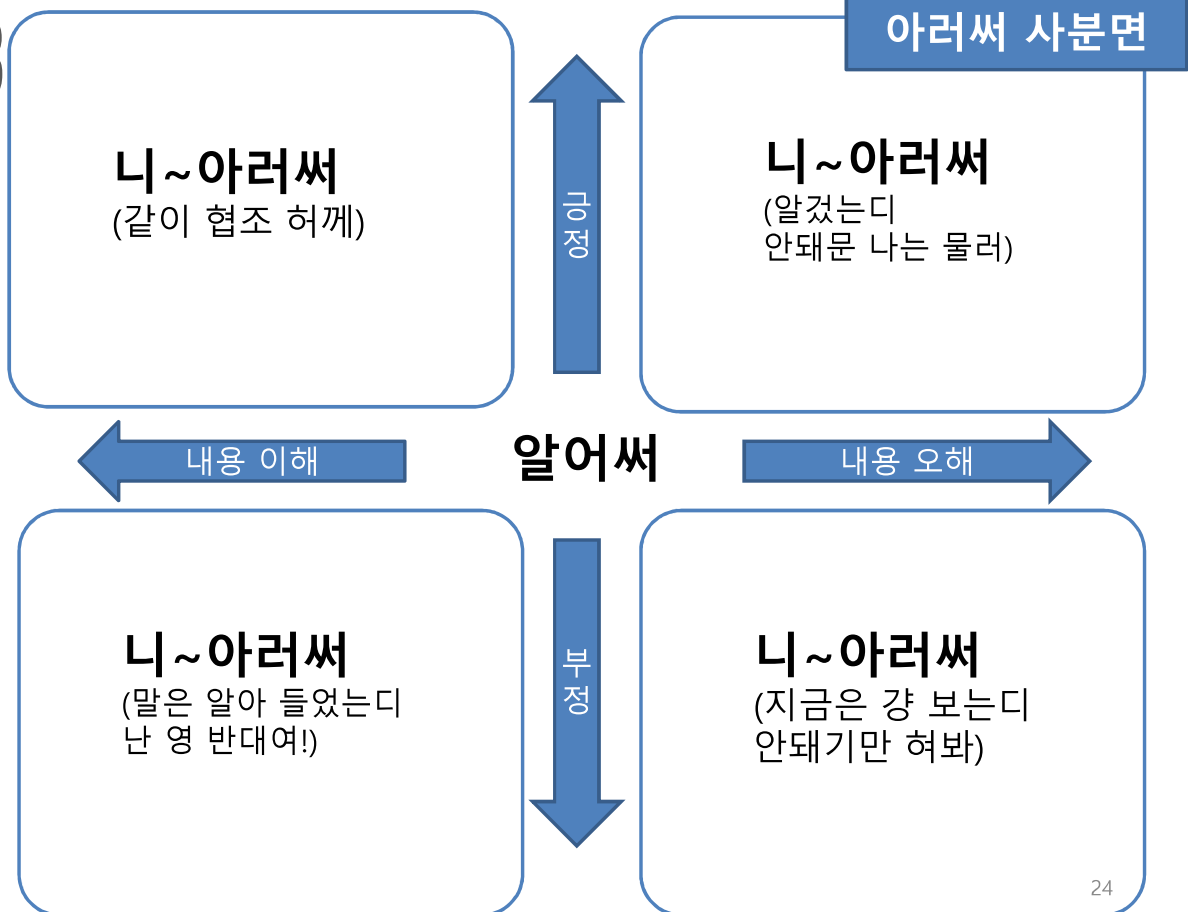 아러써 사분면
니~아러써
(같이 협조 허께)
긍정
니~아러써
(알겄는디
안돼문 나는 물러)
내용 이해
알어써
내용 오해
니~아러써
(말은 알아 들었는디
난 영 반대여!)
부정
니~아러써
(지금은 걍 보는디
안돼기만 혀봐)
24